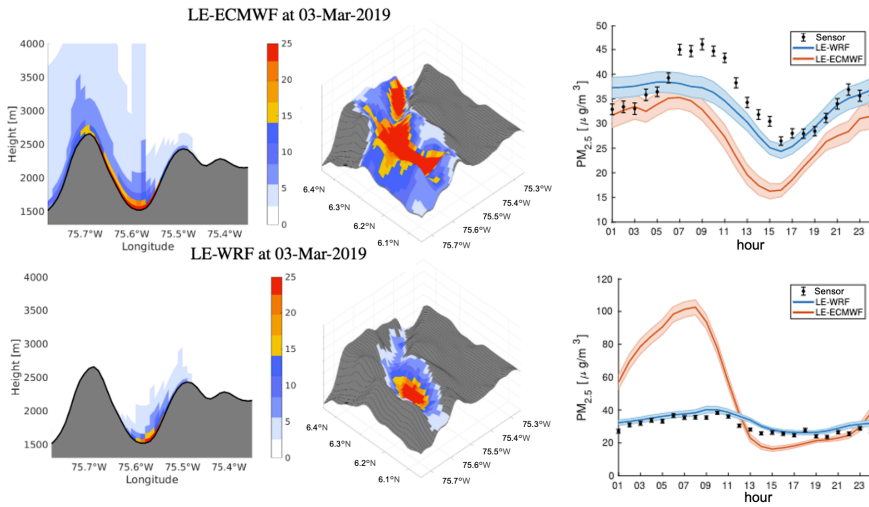 LE-ECMWF at 03-Mar-2019
4000
3500
3000
2500
2000
1500
Height [m]
75.7°W 75.6°W 75.5°W 75.4°W
Longitude
25
20
15
10
5
0
6.4°N
6.3°N
6.2°N
6.1°N
75.3°W
75.4°W
75.5°W
75.6°W
75.7°W
50
45
40
35
30
25
20
15
10
PM2.5 [ μ g/m 3 ]
Sensor
LE-WRF
LE-ECMWF
01 03 05 07 09 11 13 15 17 19 21 23
hour
LE-WRF at 03-Mar-2019
4000
3500
3000
2500
2000
1500
Height [m]
75.7°W 75.6°W 75.5°W 75.4°W
Longitude
25
20
15
10
5
0
6.4°N
6.3°N
6.2°N
6.1°N
75.3°W
75.4°W
75.5°W
75.6°W
75.7°W
120
100
80
60
40
20
0
PM2.5 [ μ g/m 3 ]
Sensor
LE-WRF
LE-ECMWF
01 03 05 07 09 11 13 15 17 19 21 23
hour